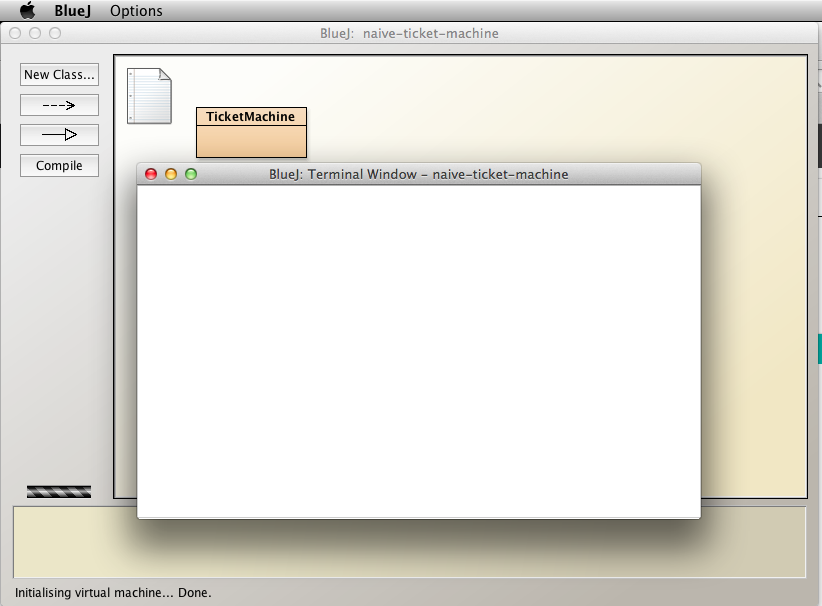 BlueJ Options
BlueJ: naive-ticket-machine
New Class...
TicketMachine
Compile
BlueJ: Terminal Window – naive-ticket-machine
Initialising virtual machine... Done.